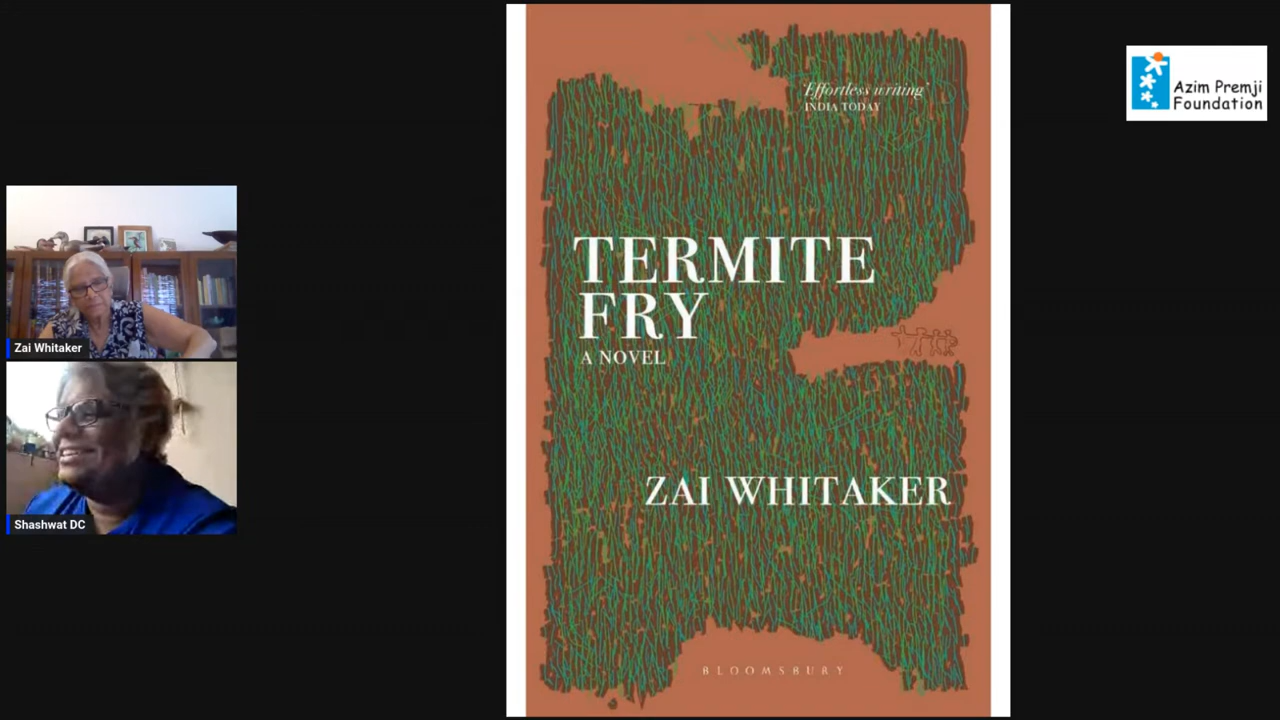 'Effortless writing'
INDIA TODAY
TERMITE
FRY
A NOVEL
ZAI WHITAKER
BLOOMSBURY
Azim Premji
Foundation
Zai Whitaker
Shashwat DC